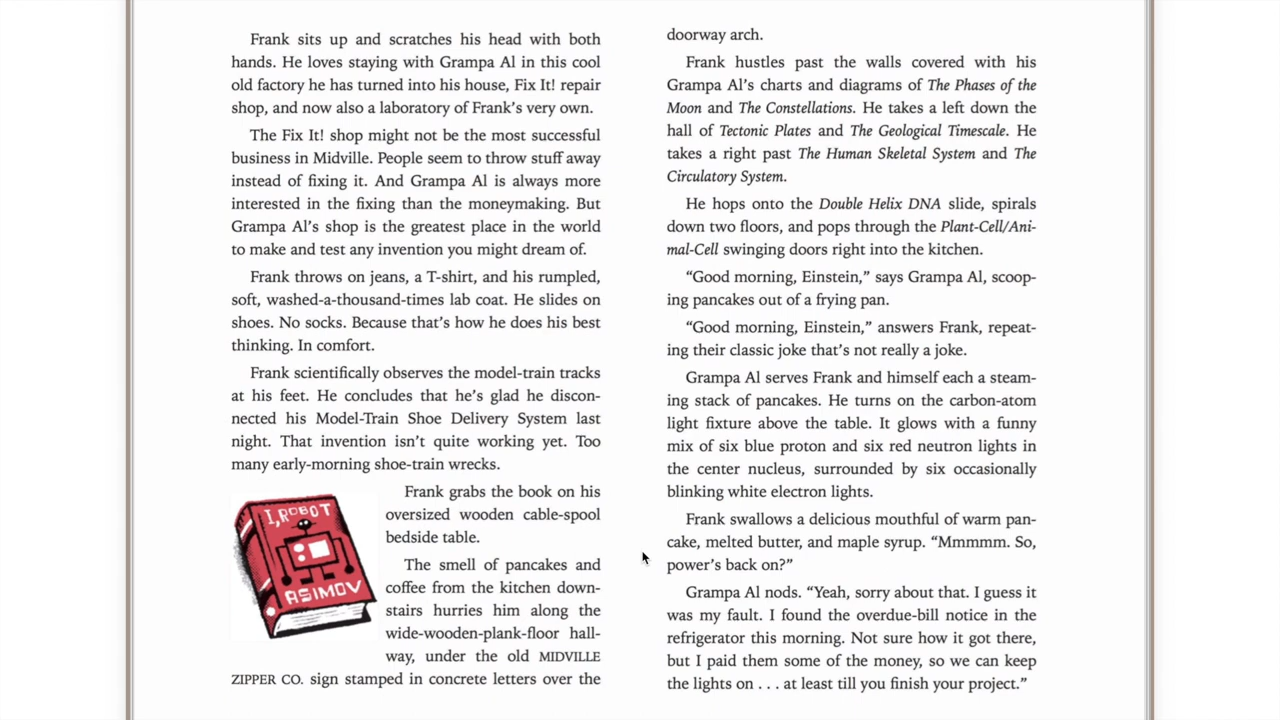 Frank sits up and scratches his head with both
hands. He loves staying with Grampa Al in this cool
old factory he has turned into his house, Fix It! repair
shop, and now also a laboratory of Frank’s very own.
The Fix It! shop might not be the most successful
business in Midville. People seem to throw stuff away
instead of fixing it. And Grampa Al is always more
interested in the fixing than the moneymaking. But
Grampa Al’s shop is the greatest place in the world
to make and test any invention you might dream of.
Frank throws on jeans, a T-shirt, and his rumpled,
soft, washed-a-thousand-times lab coat. He slides on
shoes. No socks. Because that’s how he does his best
thinking. In comfort.
Frank scientifically observes the model-train tracks
at his feet. He concludes that he’s glad he discon-
nected his Model-Train Shoe Delivery System last
night. That invention isn’t quite working yet. Too
many early-morning shoe-train wrecks.
I, ROBOT
ASIMOV
Frank grabs the book on his
oversized wooden cable-spool
bedside table.
The smell of pancakes and
coffee from the kitchen down-
stairs hurries him along the
wide-wooden-plank-floor hall-
way, under the old MIDVILLE
ZIPPER CO. sign stamped in concrete letters over the
doorway arch.
Frank hustles past the walls covered with his
Grampa Al’s charts and diagrams of The Phases of the
Moon and The Constellations. He takes a left down the
hall of Tectonic Plates and The Geological Timescale. He
takes a right past The Human Skeletal System and The
Circulatory System.
He hops onto the Double Helix DNA slide, spirals
down two floors, and pops through the Plant-Cell/Ani-
mal-Cell swinging doors right into the kitchen.
“Good morning, Einstein,” says Grampa Al, scoop-
ing pancakes out of a frying pan.
“Good morning, Einstein,” answers Frank, repeat-
ing their classic joke that’s not really a joke.
Grampa Al serves Frank and himself each a steam-
ing stack of pancakes. He turns on the carbon-atom
light fixture above the table. It glows with a funny
mix of six blue proton and six red neutron lights in
the center nucleus, surrounded by six occasionally
blinking white electron lights.
Frank swallows a delicious mouthful of warm pan-
cake, melted butter, and maple syrup. “Mmmmm. So,
power’s back on?”
Grampa Al nods. “Yeah, sorry about that. I guess it
was my fault. I found the overdue-bill notice in the
refrigerator this morning. Not sure how it got there,
but I paid them some of the money, so we can keep
the lights on . . . at least till you finish your project.”